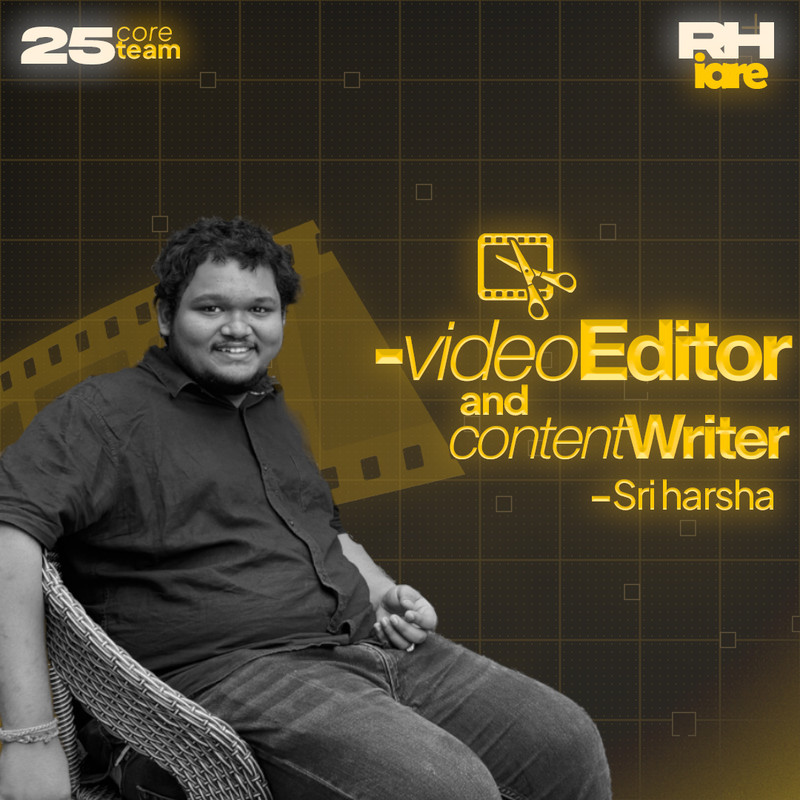 25 core
team
RH
iare
-videoEditor
and
contentWriter
-Sri harsha